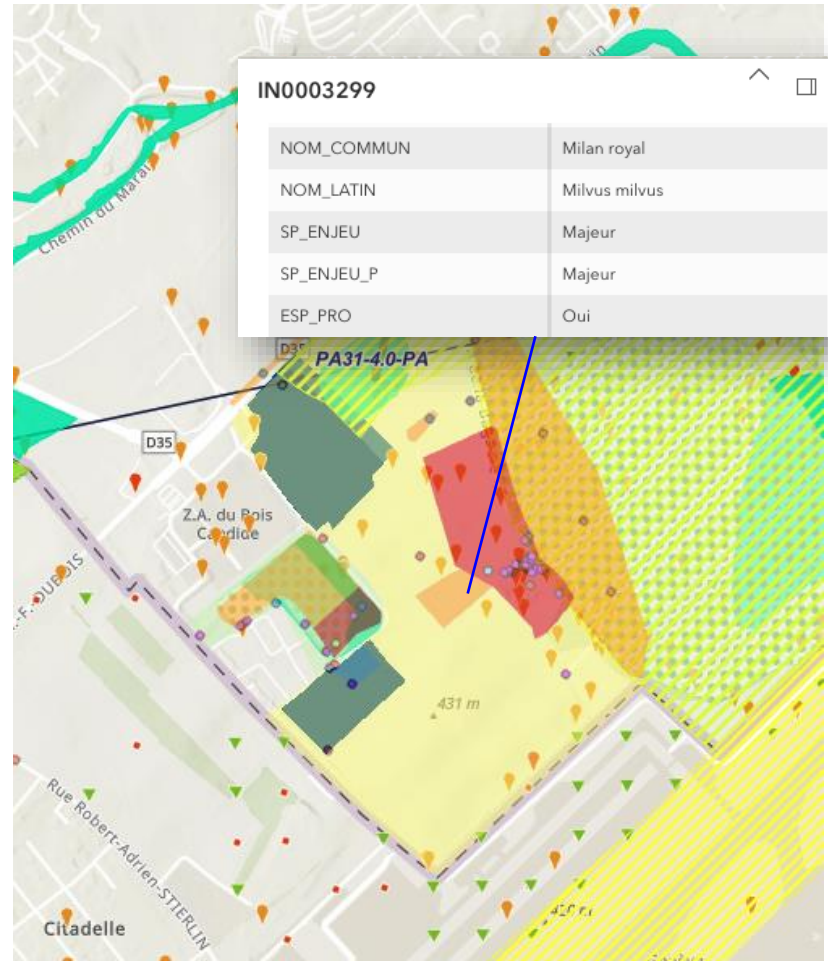 IN0003299
NOM_COMMUN Milan royal
NOM_LATIN Milvus milvus
SP_ENJEU Majeur
SP_ENJEU_P Majeur
ESP_PRO Oui
Chemin du Marais
PA31-4.0-PA
D35
Z.A. du Bois
Candide
-F.-DUBOIS
431 m
Rue Robert-Adrien-STIERLIN
Citadelle